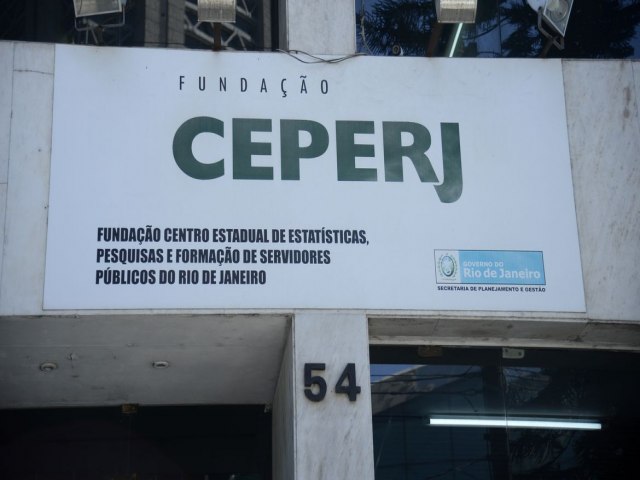 FUNDAÇÃO
CEPERJ
FUNDAÇÃO CENTRO ESTADUAL DE ESTATÍSTICAS,
PESQUISAS E FORMAÇÃO DE SERVIDORES
PÚBLICOS DO RIO DE JANEIRO
GOVERNO DO
Rio de Janeiro
SECRETARIA DE PLANEJAMENTO E GESTÃO
54